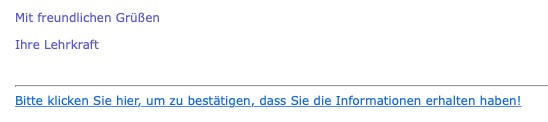 Mit freundlichen Grüßen
Ihre Lehrkraft
Bitte klicken Sie hier, um zu bestätigen, dass Sie die Informationen erhalten haben!